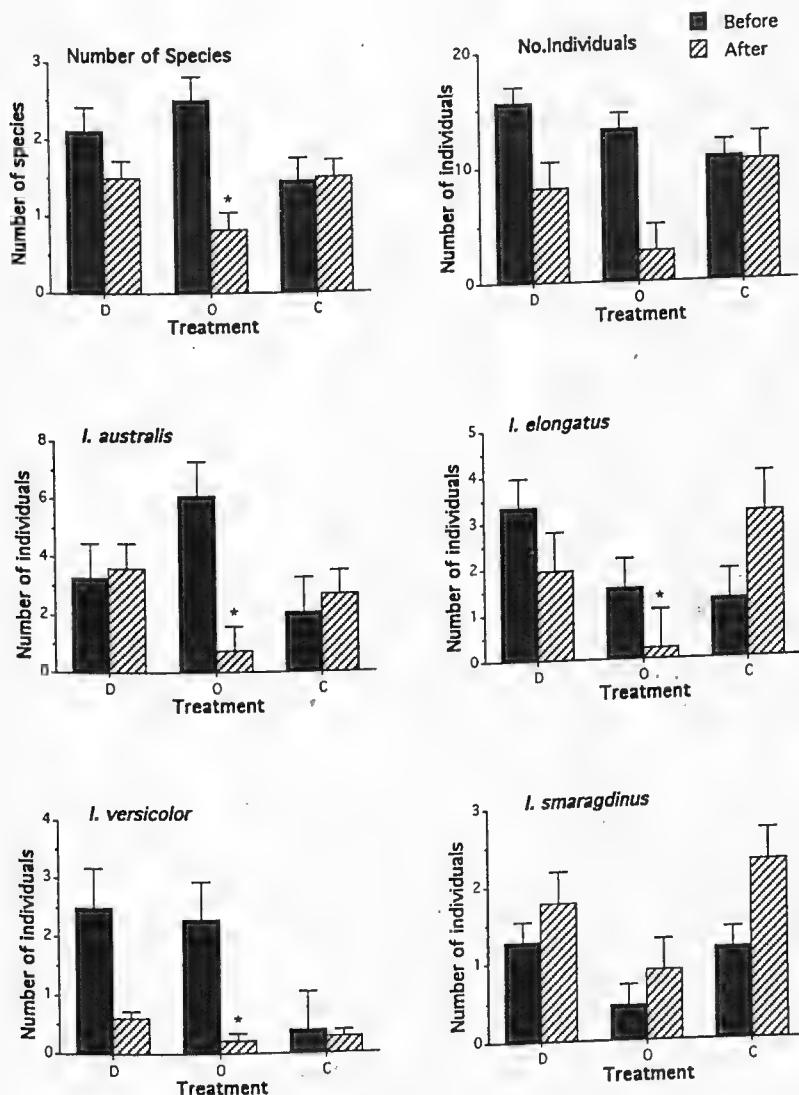 Before
After
Number of Species
Number of species
3
2
1
0
D
O
C
Treatment
*
No.Individuals
Number of individuals
20
10
0
D
O
C
Treatment
I. australis
Number of individuals
8
6
4
2
0
D
O
C
Treatment
*
I. elongatus
Number of individuals
5
4
3
2
1
0
D
O
C
Treatment
*
I. versicolor
Number of individuals
4
3
2
1
0
D
O
C
Treatment
*
I. smaragdinus
Number of individuals
3
2
1
0
D
O
C
Treatment